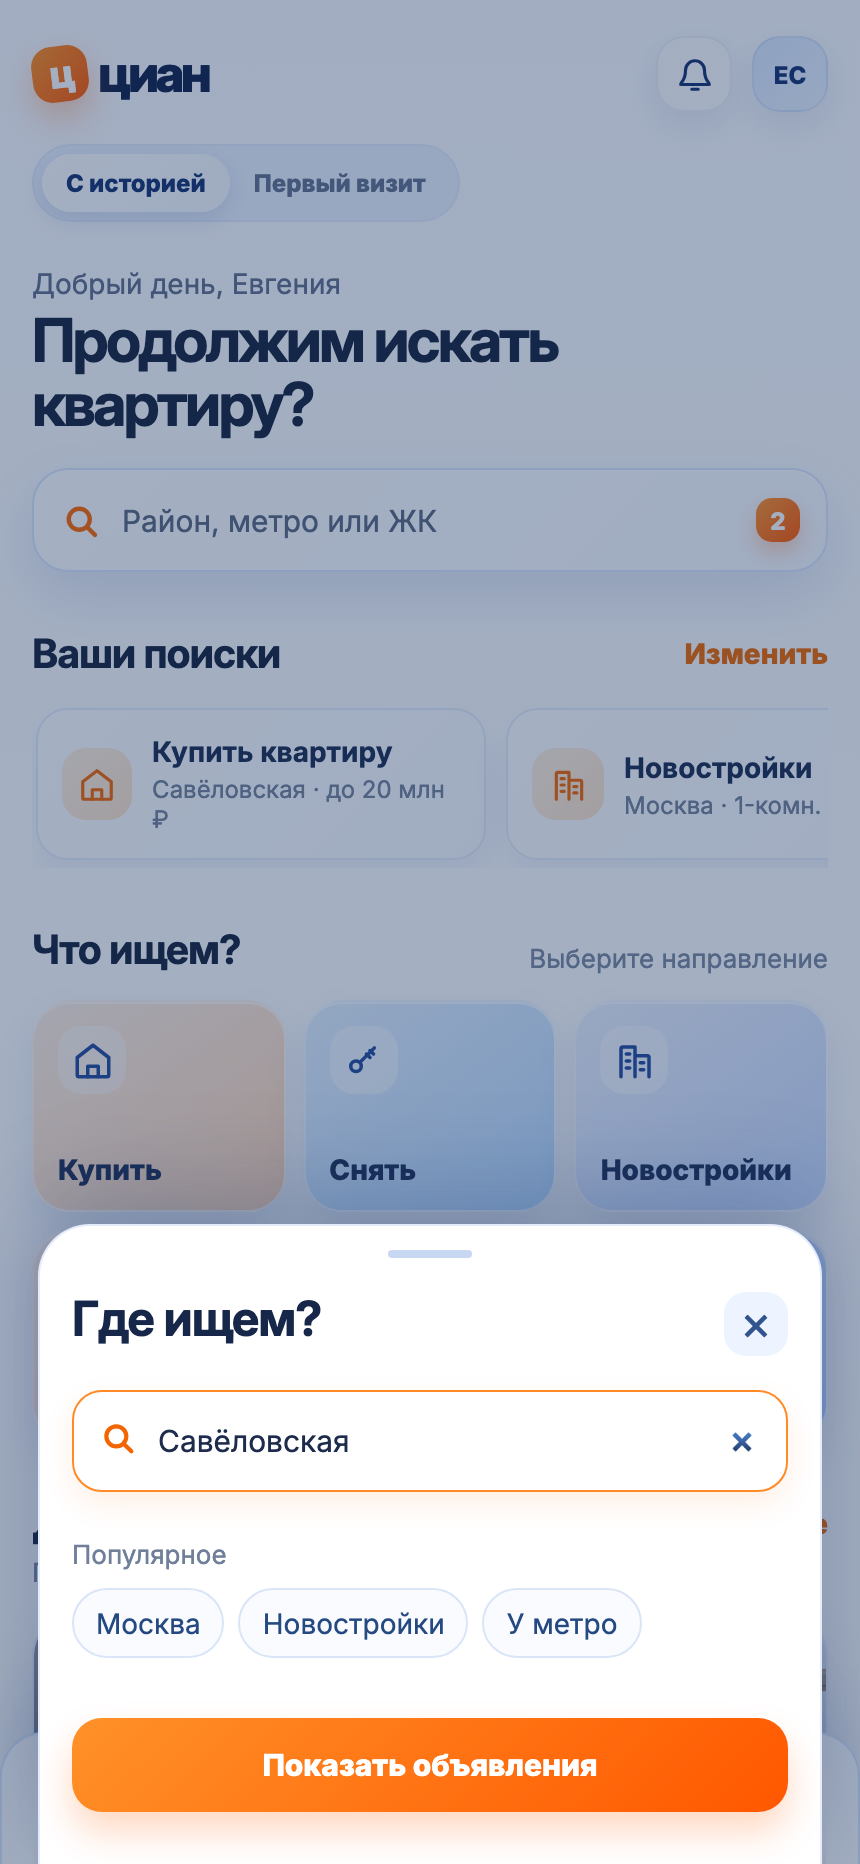 ц циан
ЕС
С историей Первый визит
Добрый день, Евгения
Продолжим искать
квартиру?
Район, метро или ЖК 2
Ваши поиски Изменить
Купить квартиру
Савёловская · до 20 млн
₽
Новостройки
Москва · 1-комн.
Что ищем? Выберите направление
Купить Снять Новостройки
Где ищем?
Савёловская
Популярное
Москва Новостройки У метро
Показать объявления